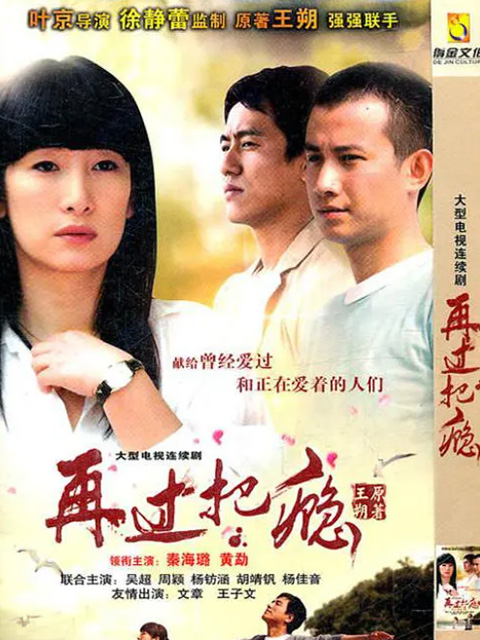 叶京导演 徐静蕾监制 原著王朔 强强联手
献给曾经爱过
和正在爱着的人们
大型电视连续剧
再过把瘾
原著
王朔
领衔主演：秦海璐 黄勐
联合主演：吴超 周颖 杨钫涵 胡靖钒 杨佳音
友情出演：文章 王子文
金文化
DE JIN CULTURE
大型电视连续剧
再过把瘾
再过把瘾